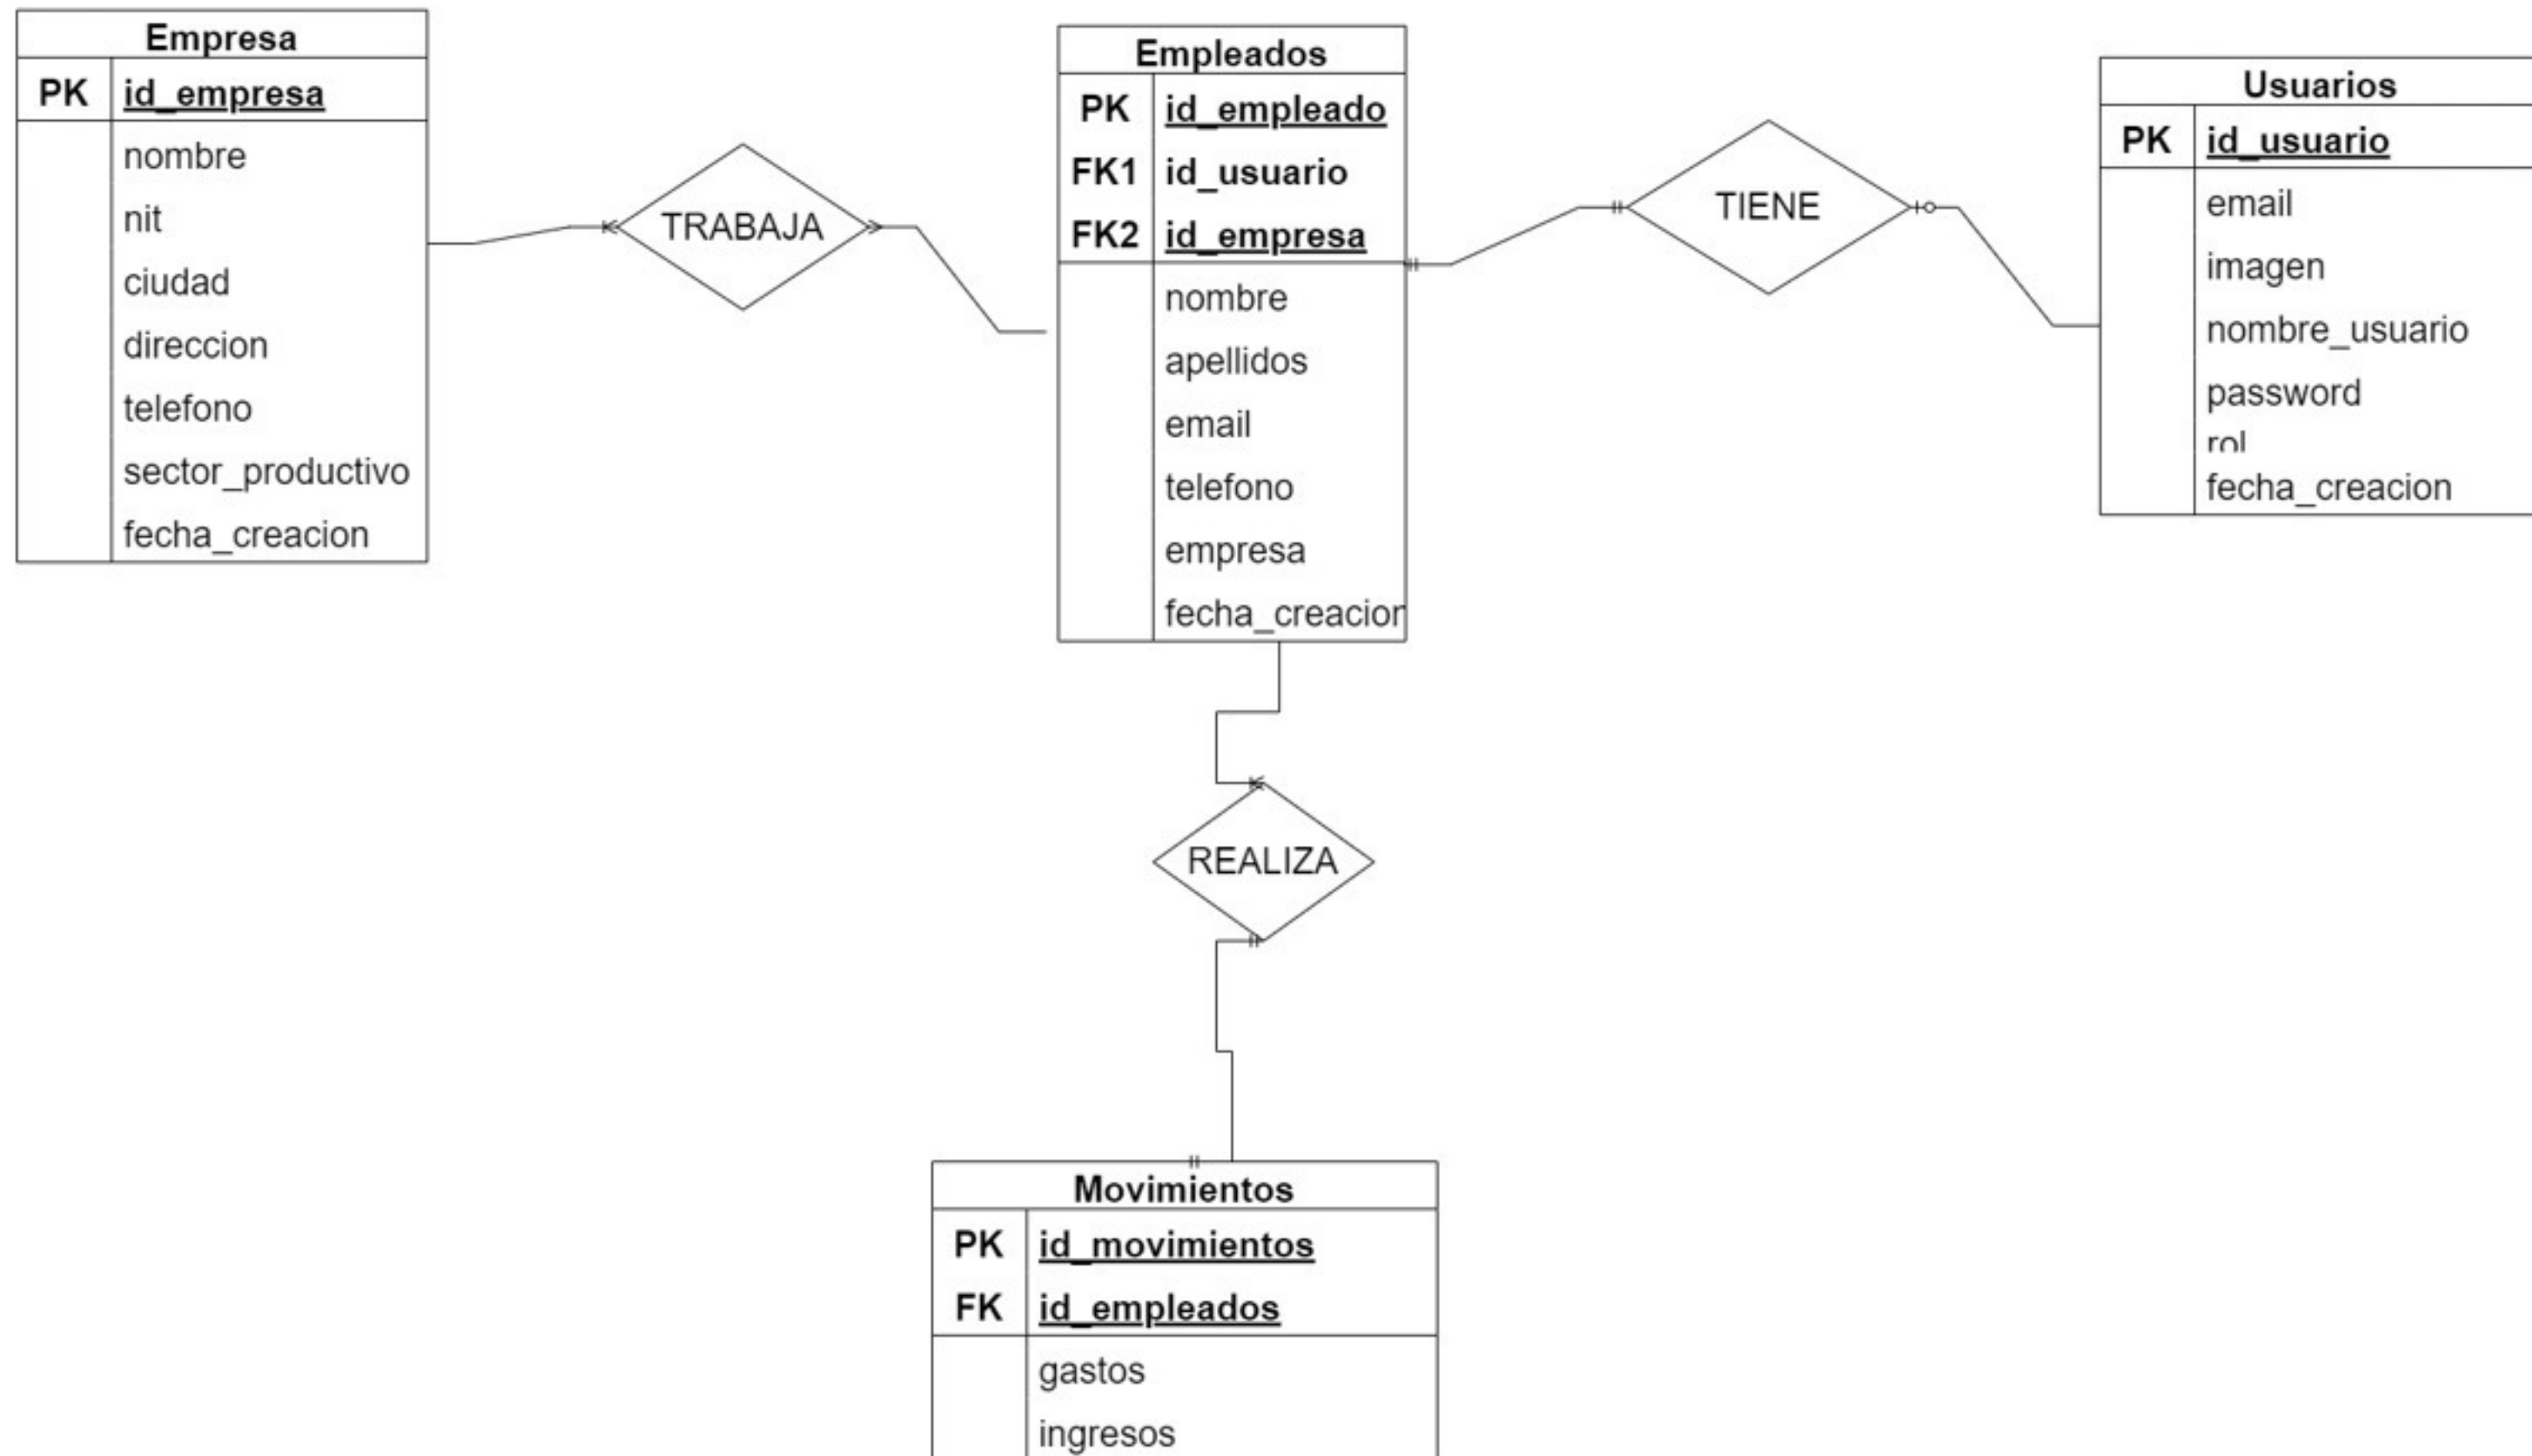 Empresa
PK id_empresa
nombre
nit
ciudad
direccion
telefono
sector_productivo
fecha_creacion
TRABAJA
Empleados
PK id_empleado
FK1 id_usuario
FK2 id_empresa
nombre
apellidos
email
telefono
empresa
fecha_creacion
TIENE
Usuarios
PK id_usuario
email
imagen
nombre_usuario
password
rol
fecha_creacion
REALIZA
Movimientos
PK id_movimientos
FK id_empleados
gastos
ingresos